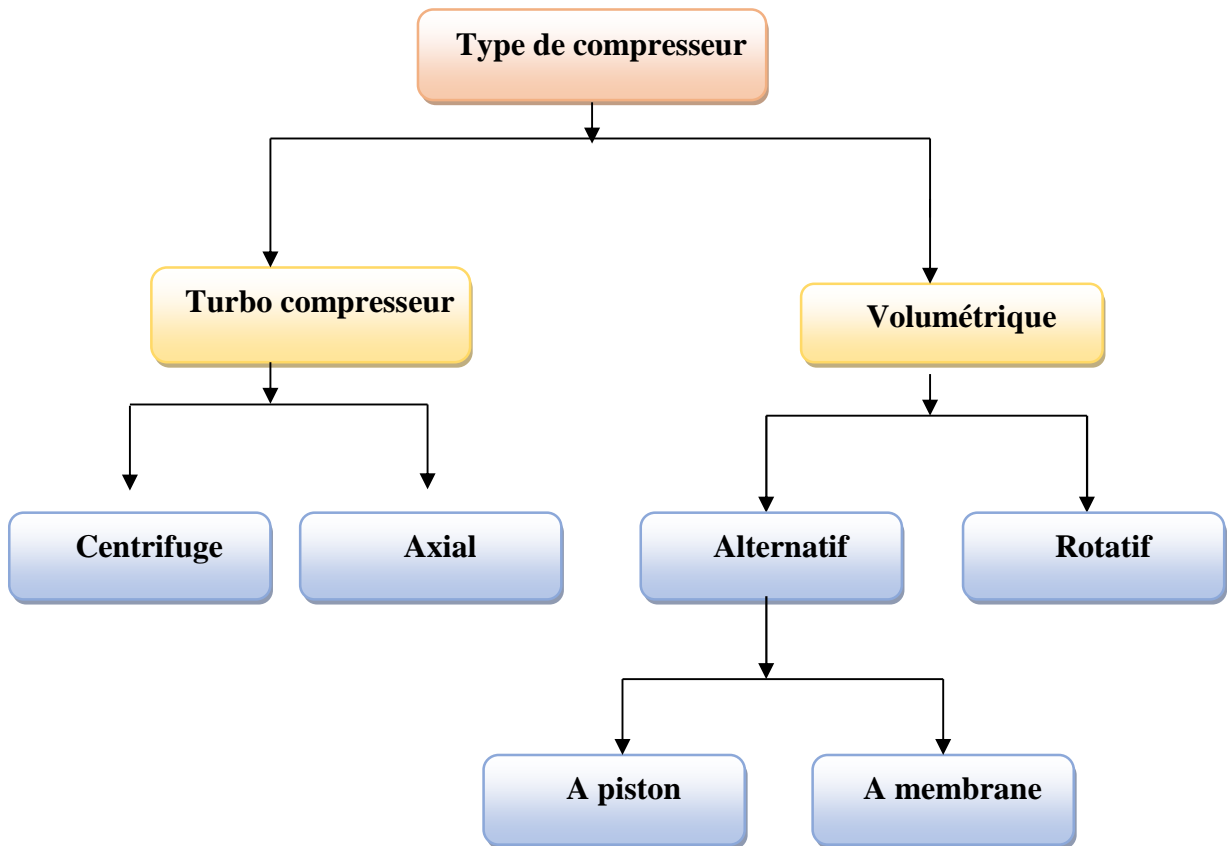 Type de compresseur
Turbo compresseur
Volumétrique
Centrifuge
Axial
Alternatif
Rotatif
A piston
A membrane